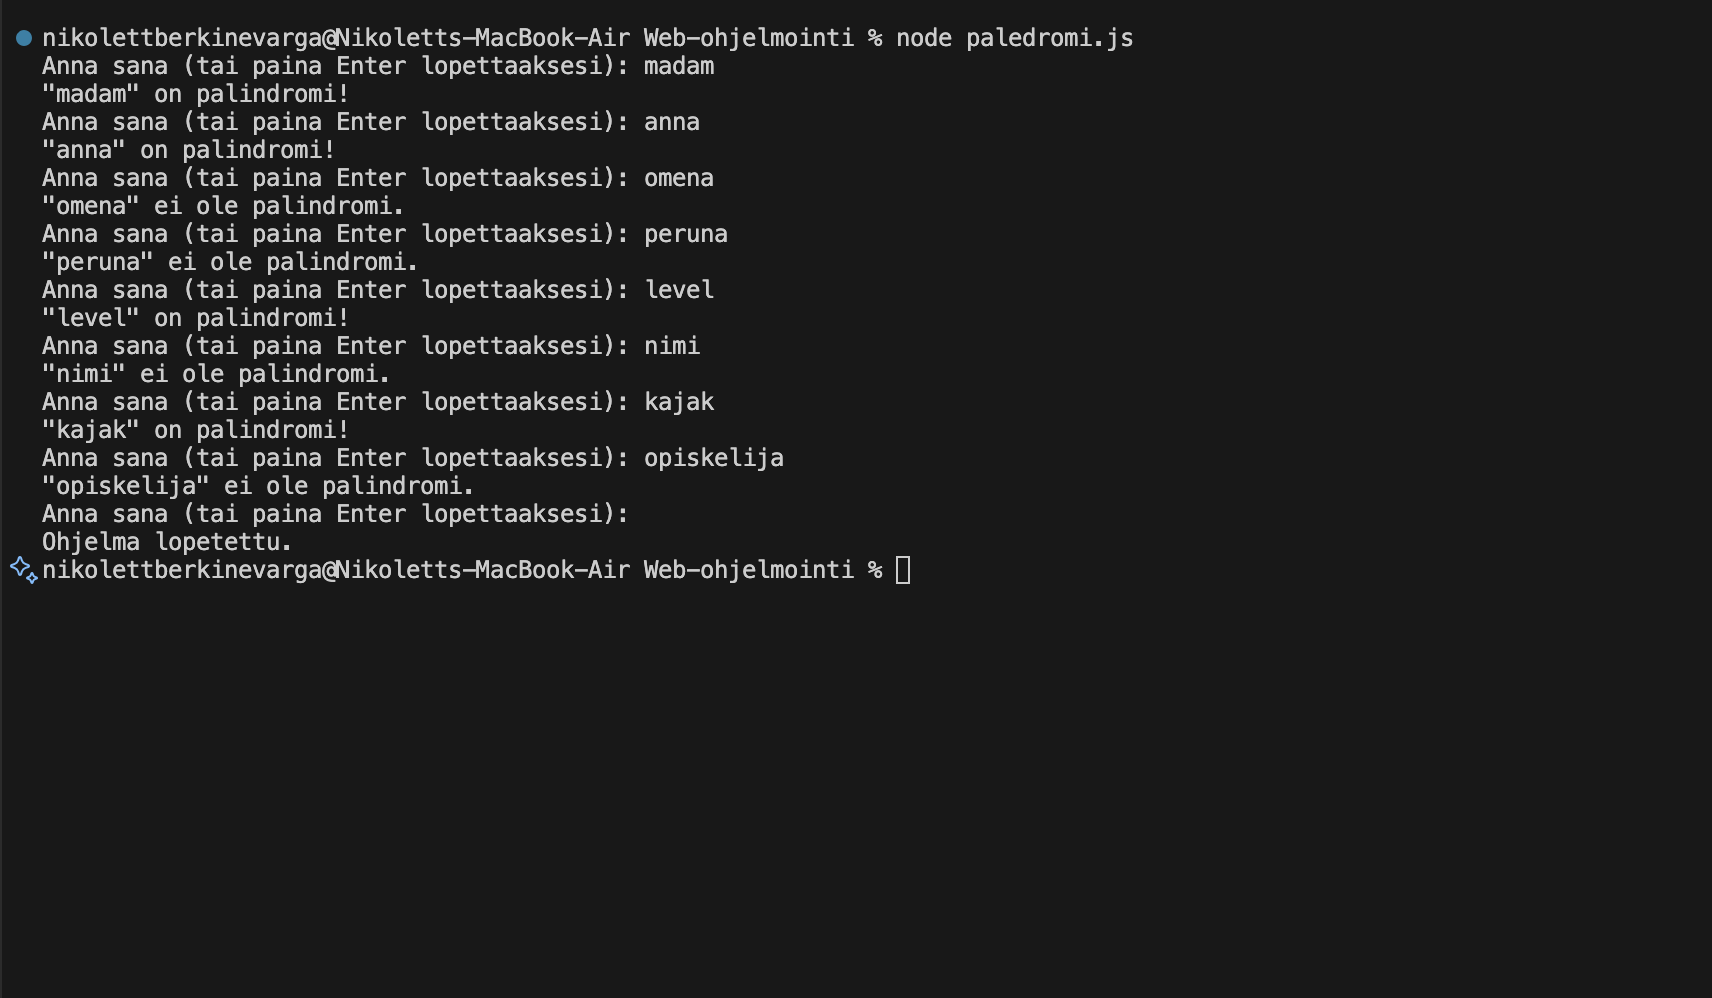 nikolettberkinevarga@Nikoletts-MacBook-Air Web-ohjelmointi % node paledromi.js
Anna sana (tai paina Enter lopettaaksesi): madam
"madam" on palindromi!
Anna sana (tai paina Enter lopettaaksesi): anna
"anna" on palindromi!
Anna sana (tai paina Enter lopettaaksesi): omena
"omena" ei ole palindromi.
Anna sana (tai paina Enter lopettaaksesi): peruna
"peruna" ei ole palindromi.
Anna sana (tai paina Enter lopettaaksesi): level
"level" on palindromi!
Anna sana (tai paina Enter lopettaaksesi): nimi
"nimi" ei ole palindromi.
Anna sana (tai paina Enter lopettaaksesi): kajak
"kajak" on palindromi!
Anna sana (tai paina Enter lopettaaksesi): opiskelija
"opiskelija" ei ole palindromi.
Anna sana (tai paina Enter lopettaaksesi):
Ohjelma lopetettu.
nikolettberkinevarga@Nikoletts-MacBook-Air Web-ohjelmointi %